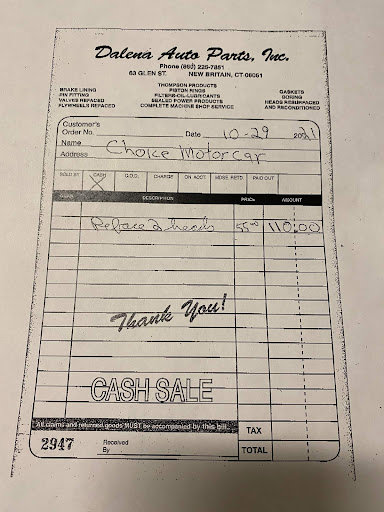 Dalena Auto Parts, Inc.
Phone (860) 225-7851
63 GLEN ST. NEW BRITAIN, CT 06051
THOMPSON PRODUCTS
BRAKE LINING PISTON RINGS GASKETS
PIN FITTING FILTERS-OIL-LUBRICANTS BORING
VALVES REFACED SEALED POWER PRODUCTS HEADS RESURFACED
FLYWHEELS REFACED COMPLETE MACHINE SHOP SERVICE AND RECONDITIONED
Customer's
Order No. Date 10-29 2021
Name Choice Motorcar
Address
SOLD BY CASH C.O.D. CHARGE ON ACCT. MDSE. RETD. PAID OUT
QUAN. DESCRIPTION PRICE AMOUNT
Reface 2 heads 55.00 110.00
Thank You!
CASH SALE
All claims and returned goods MUST be accompanied by this bill. TAX
2947 Received
By TOTAL